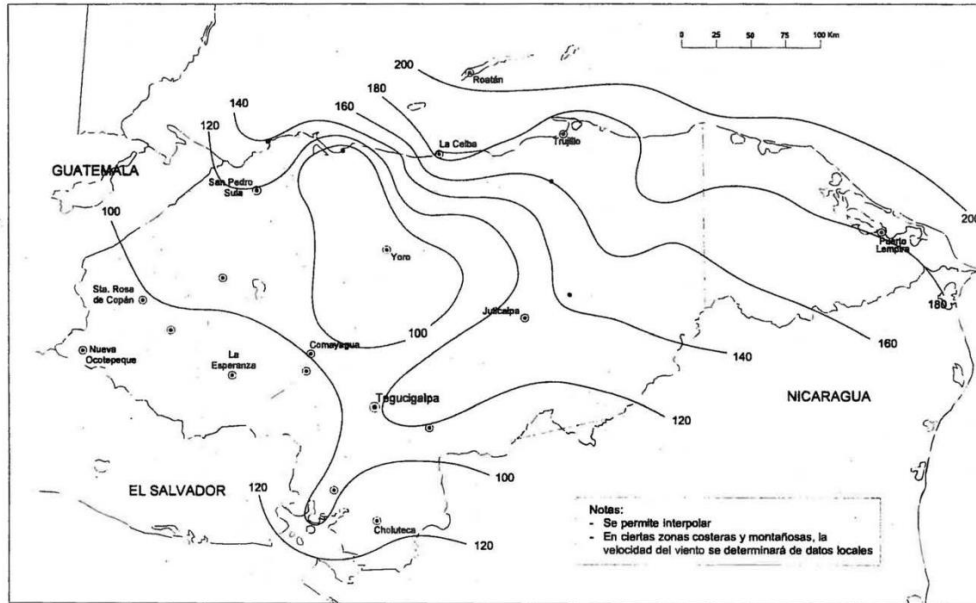 0 25 50 75 100 Km
200
Roatán
180
140
160
120
La Ceiba
Trujillo
GUATEMALA
San Pedro
Sula
100
200
Puerto
Lempira
Yoro
Sta. Rosa
de Copán
180
Juticalpa
100
160
Comayagua
Nueva
Ocotepeque
La
Esperanza
140
NICARAGUA
Tegucigalpa
120
100
EL SALVADOR
120
Choluteca
120
Notas:
- Se permite interpolar
- En ciertas zonas costeras y montañosas, la
velocidad del viento se determinará de datos locales